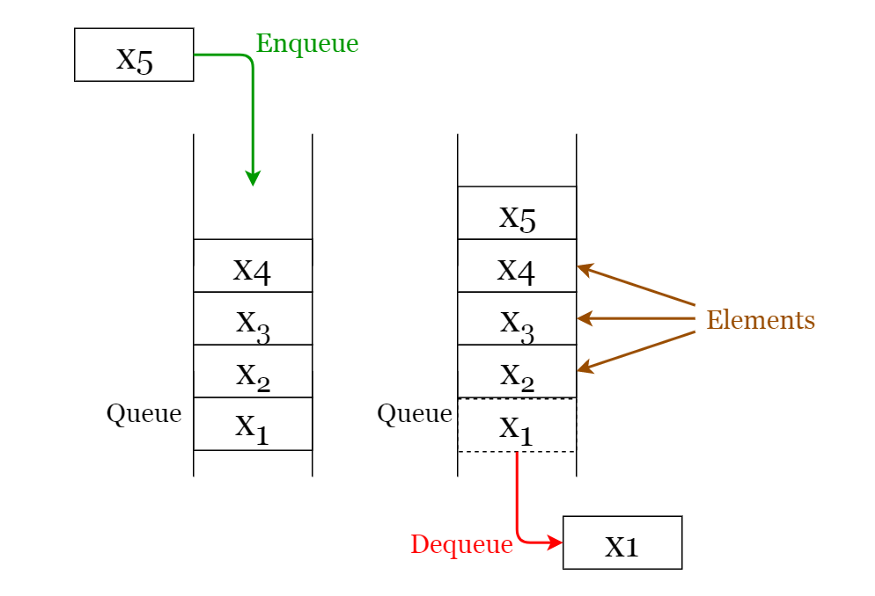 X5
Enqueue
X5
X4
X4
X3
X3
Elements
X2
X2
Queue
X1
Queue
X1
Dequeue
X1